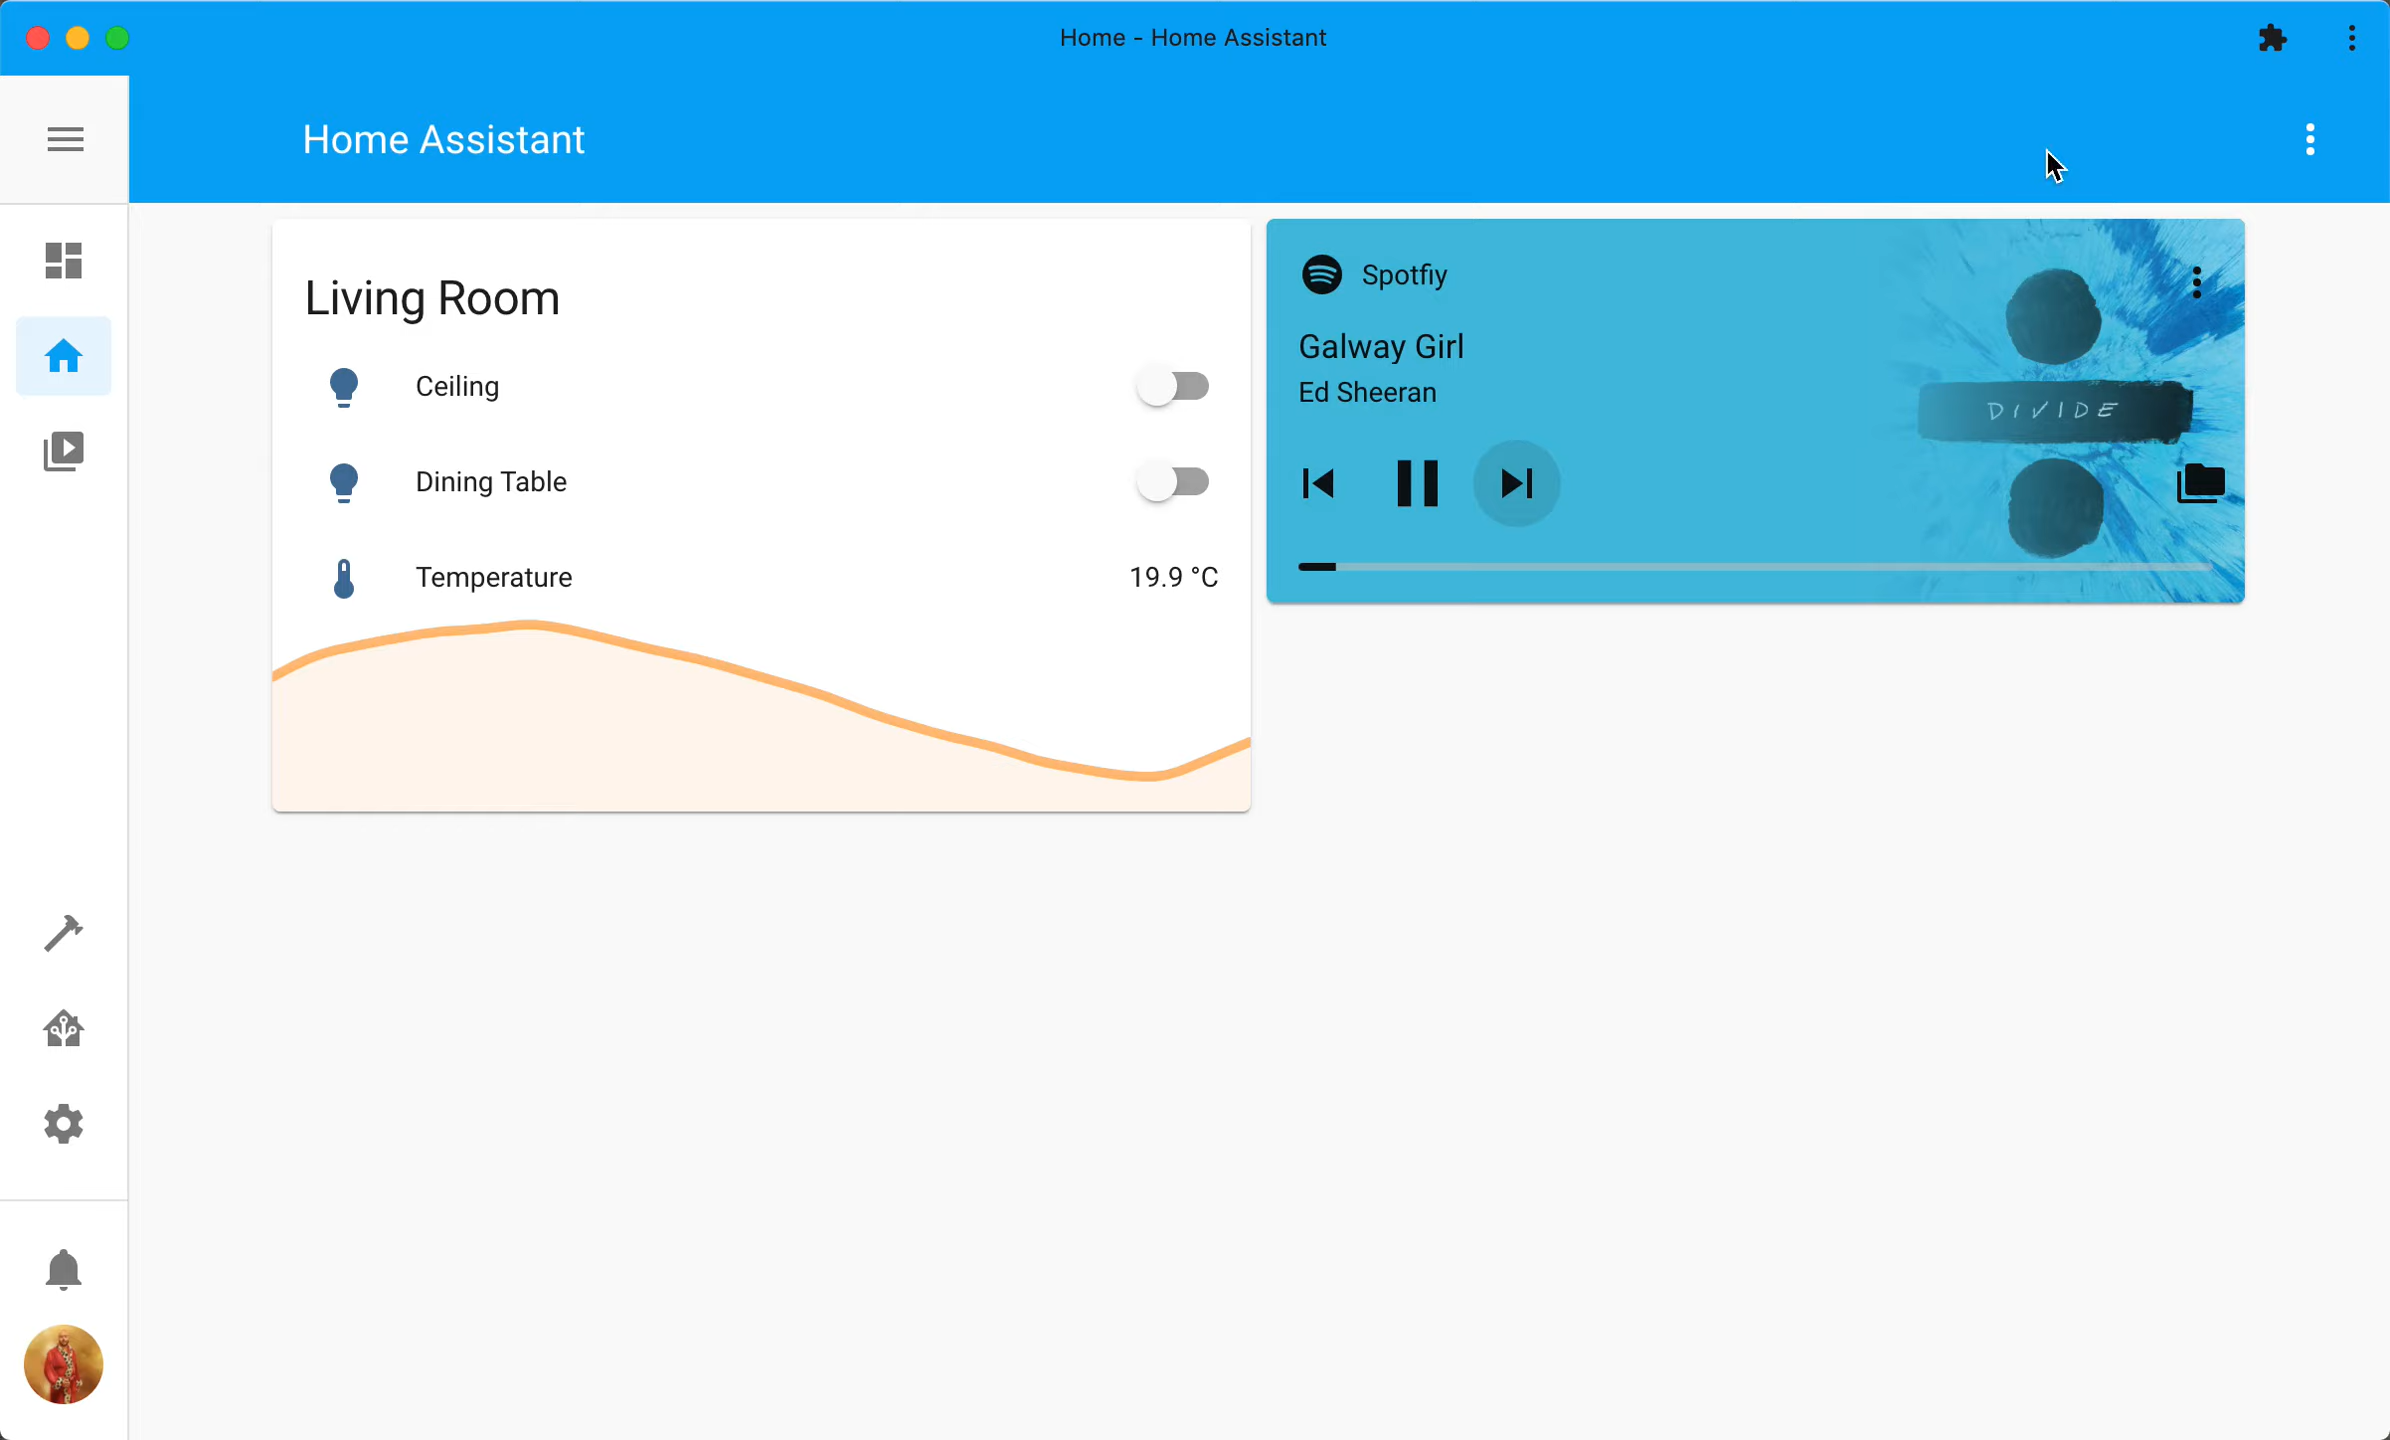 Home - Home Assistant
Home Assistant
Living Room
Ceiling
Dining Table
Temperature
19.9 °C
Spotfiy
Galway Girl
Ed Sheeran
DIVIDE